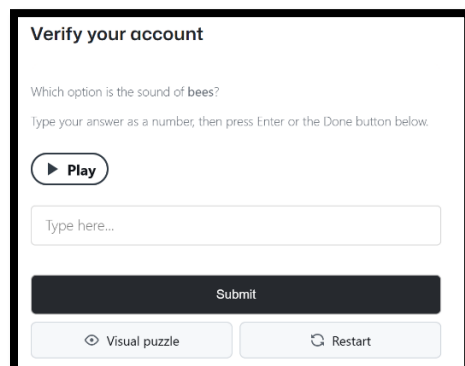 Verify your account
Which option is the sound of bees?
Type your answer as a number, then press Enter or the Done button below.
Play
Type here...
Submit
Visual puzzle
Restart